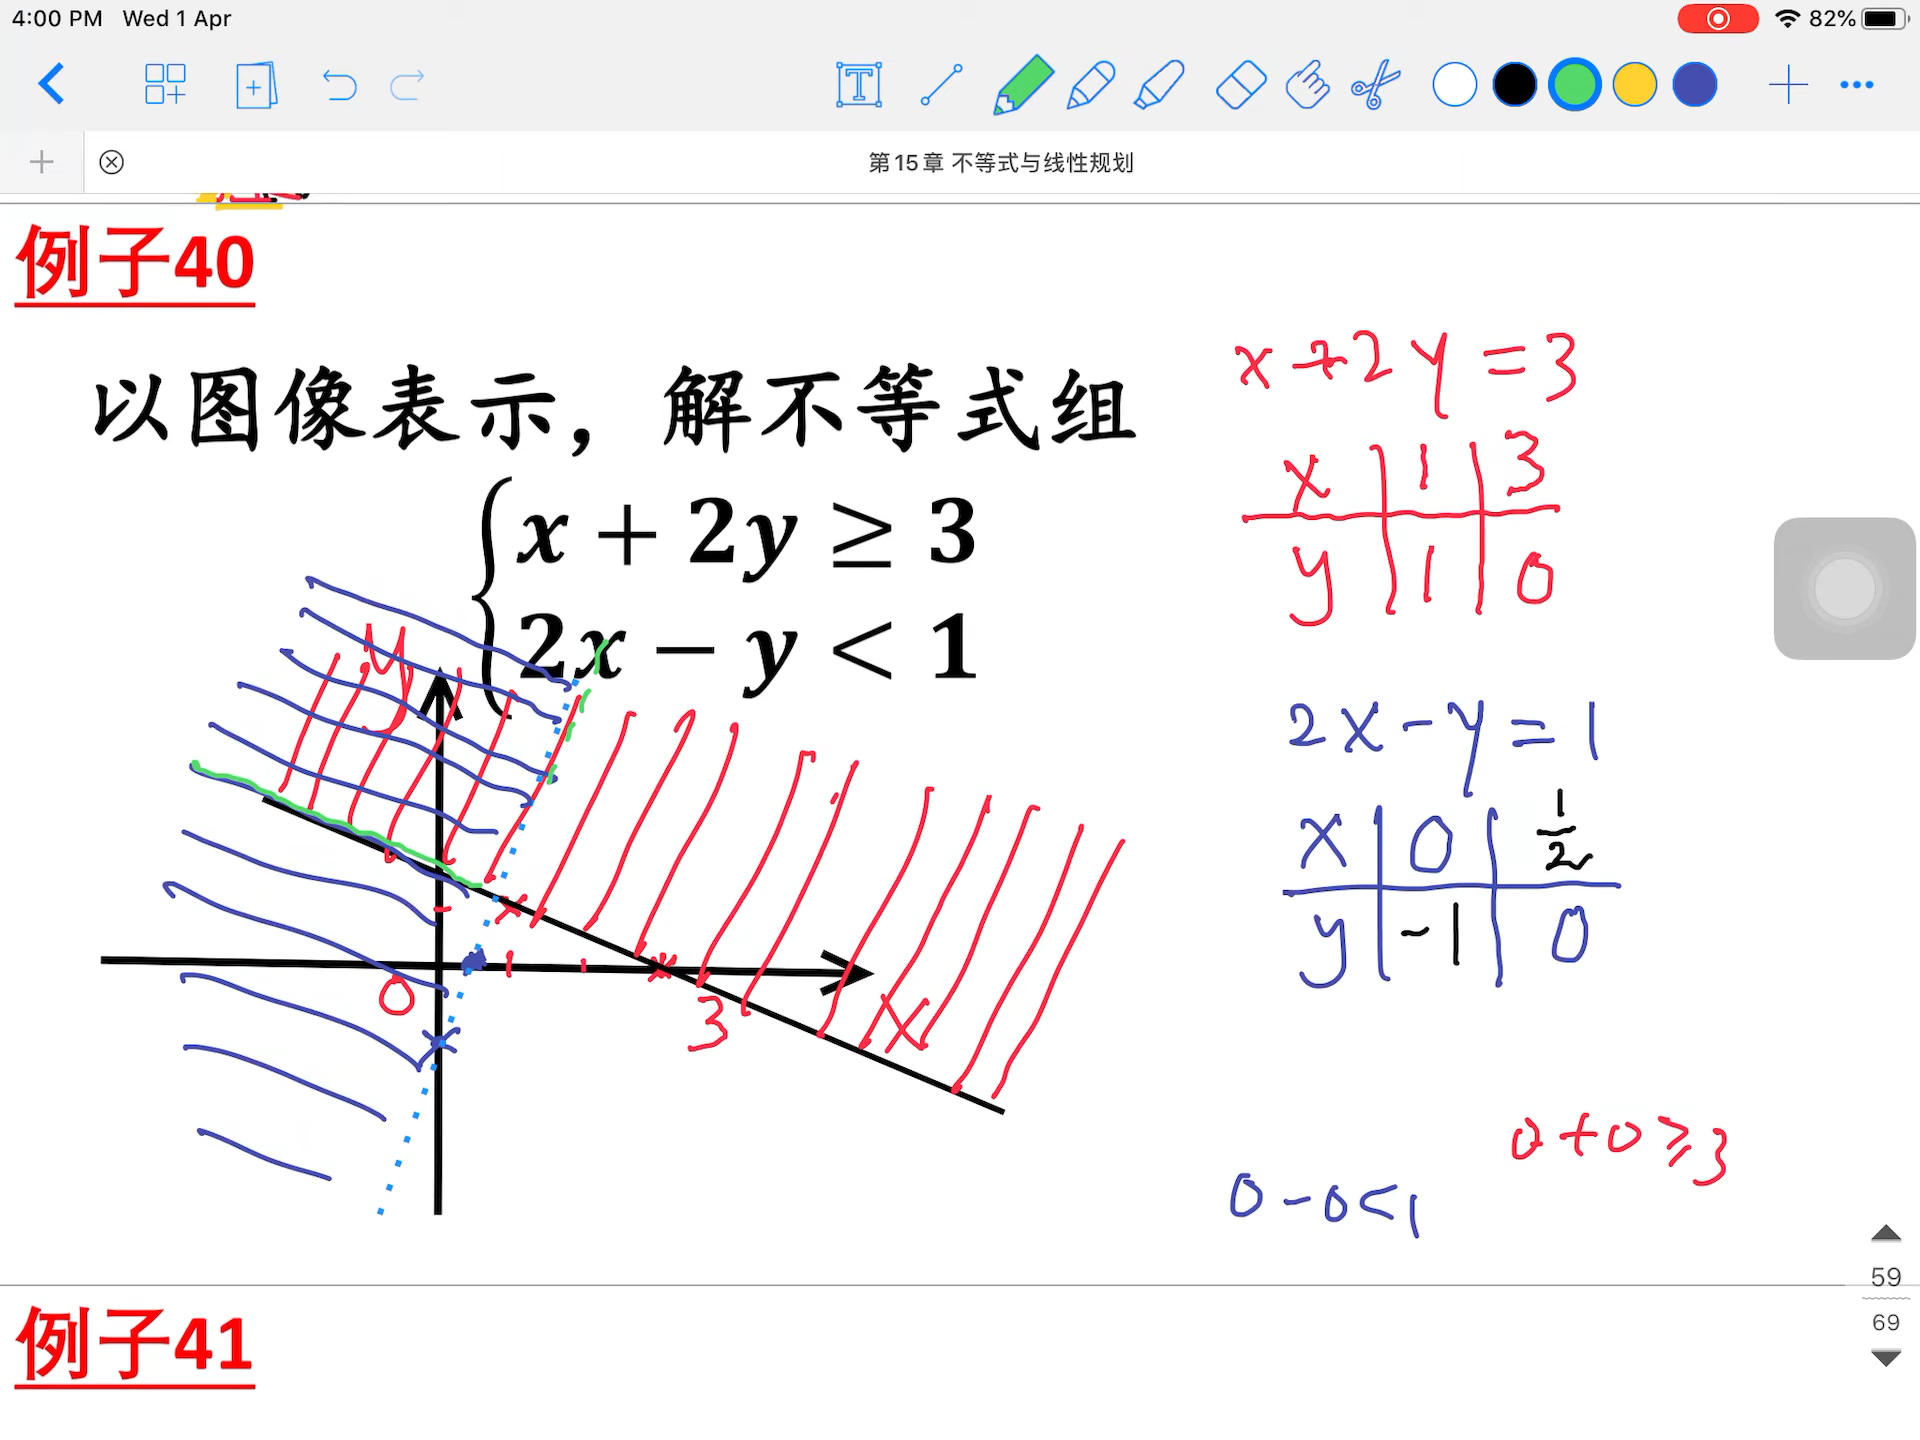 4:00 PM Wed 1 Apr
82%
第15章 不等式与线性规划
例子40
以图像表示，解不等式组
x + 2y ≥ 3
2x − y < 1
x + 2y = 3
x 1 3
y 1 0
2x - y = 1
x 0 1/2
y -1 0
y
0
3
x
0 + 0 ≥ 3
0 - 0 < 1
59
69
例子41